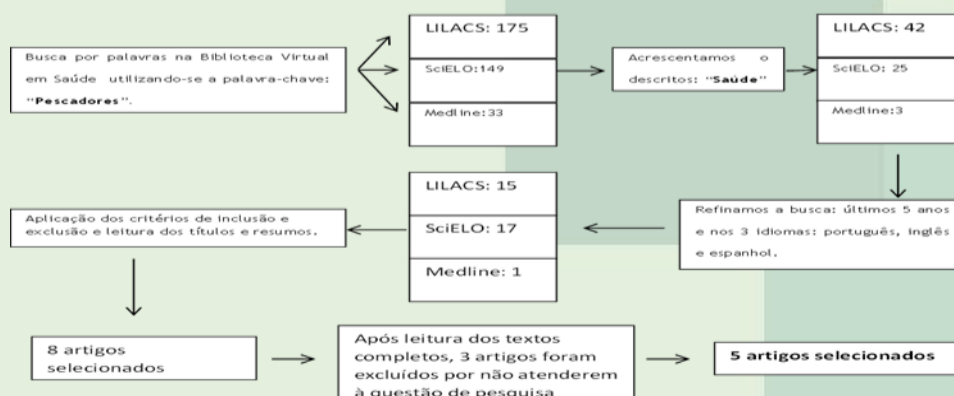 Busca por palavras na Biblioteca Virtual
em Saúde utilizando-se a palavra-chave:
"Pescadores".
LILACS: 175
SciELO:149
Medline:33
Acrescentamos o
descritos: "Saúde"
LILACS: 42
SciELO: 25
Medline:3
Refinamos a busca: últimos 5 anos
e nos 3 idiomas: português, inglês
e espanhol.
LILACS: 15
SciELO: 17
Medline: 1
Aplicação dos critérios de inclusão e
exclusão e leitura dos títulos e resumos.
8 artigos
selecionados
Após leitura dos textos
completos, 3 artigos foram
excluídos por não atenderem
à questão de pesquisa
5 artigos selecionados